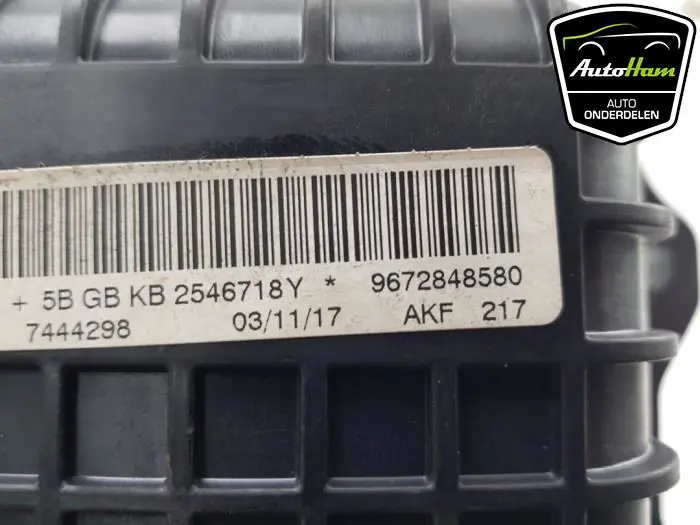 AutoHam
AUTO
ONDERDELEN
+ 5B GB KB 2546718Y * 9672848580
7444298 03/11/17 AKF 217